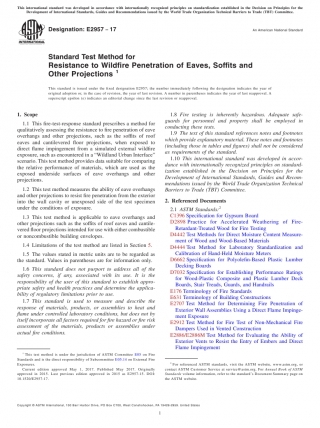 This international standard was developed in accordance with internationally recognized principles on standardization established in the Decision on Principles for the
Development of International Standards, Guides and Recommendations issued by the World Trade Organization Technical Barriers to Trade (TBT) Committee.
Designation: E2957 - 17
An American National Standard
INTERNATIONAL
Standard Test Method for
Resistance to Wildfire Penetration of Eaves, Soffits and
Other Projections 1
This standard is issued under the fixed designation E2957; the number immediately following the designation indicates the year of
original adoption or, in the case of revision, the year of last revision. A number in parentheses indicates the year of last reapproval. A
superscript epsilon (ε) indicates an editorial change since the last revision or reapproval.
1. Scope
1.1 This fire-test-response standard prescribes a method for
qualitatively assessing the resistance to fire penetration of eave
overhangs and other projections, such as the soffits of roof
eaves and cantilevered floor projections, when exposed to
direct flame impingement from a simulated external wildfire
exposure, such as encountered in a “Wildland Urban Interface”
scenario. This test method provides data suitable for comparing
the relative performance of materials, which are used as the
exposed underside surfaces of eave overhangs and other
projections.
1.2 This test method measures the ability of eave overhangs
and other projections to resist fire penetration from the exterior
into the wall cavity or unexposed side of the test specimen
under the conditions of exposure.
1.3 This test method is applicable to eave overhangs and
other projections such as the soffits of roof eaves and cantile-
vered floor projections intended for use with either combustible
or noncombustible building envelopes.
1.4 Limitations of the test method are listed in Section 5.
1.5 The values stated in metric units are to be regarded as
the standard. Values in parentheses are for information only.
1.6 This standard does not purport to address all of the
safety concerns, if any, associated with its use. It is the
responsibility of the user of this standard to establish appro-
priate safety and health practices and determine the applica-
bility of regulatory limitations prior to use.
1.7 This standard is used to measure and describe the
response of materials, products, or assemblies to heat and
flame under controlled laboratory conditions, but does not by
itself incorporate all factors required for fire hazard or fire risk
assessment of the materials, products or assemblies under
actual fire conditions.
1 This test method is under the jurisdiction of ASTM Committee E05 on Fire
Standards and is the direct responsibility of Subcommittee E05.14 on External Fire
Exposures.
Current edition approved May 1, 2017. Published May 2017. Originally
approved in 2015. Last previous edition approved in 2015 as E2957-15. DOI:
10.1520/E2957-17.
1.8 Fire testing is inherently hazardous. Adequate safe-
guards for personnel and property shall be employed in
conducting these tests.
1.9 The text of this standard references notes and footnotes
which provide explanatory material. These notes and footnotes
(including those in tables and figures) shall not be considered
as requirements of the standard.
1.10 This international standard was developed in accor-
dance with internationally recognized principles on standard-
ization established in the Decision on Principles for the
Development of International Standards, Guides and Recom-
mendations issued by the World Trade Organization Technical
Barriers to Trade (TBT) Committee.
2. Referenced Documents
2.1 ASTM Standards:2
C1396 Specification for Gypsum Board
D2898 Practice for Accelerated Weathering of Fire-
Retardant-Treated Wood for Fire Testing
D4442 Test Methods for Direct Moisture Content Measure-
ment of Wood and Wood-Based Materials
D4444 Test Method for Laboratory Standardization and
Calibration of Hand-Held Moisture Meters
D6662 Specification for Polyolefin-Based Plastic Lumber
Decking Boards
D7032 Specification for Establishing Performance Ratings
for Wood-Plastic Composite and Plastic Lumber Deck
Boards, Stair Treads, Guards, and Handrails
E176 Terminology of Fire Standards
E631 Terminology of Building Constructions
E2707 Test Method for Determining Fire Penetration of
Exterior Wall Assemblies Using a Direct Flame Impinge-
ment Exposure
E2912 Test Method for Fire Test of Non-Mechanical Fire
Dampers Used in Vented Construction
E2886/E2886M Test Method for Evaluating the Ability of
Exterior Vents to Resist the Entry of Embers and Direct
Flame Impingement
2 For referenced ASTM standards, visit the ASTM website, www.astm.org, or
contact ASTM Customer Service at service@astm.org. For Annual Book of ASTM
Standards volume information, refer to the standard's Document Summary page on
the ASTM website.
Copyright © ASTM International, 100 Barr Harbor Drive, PO Box C700, West Conshohocken, PA 19428-2959. United States
1